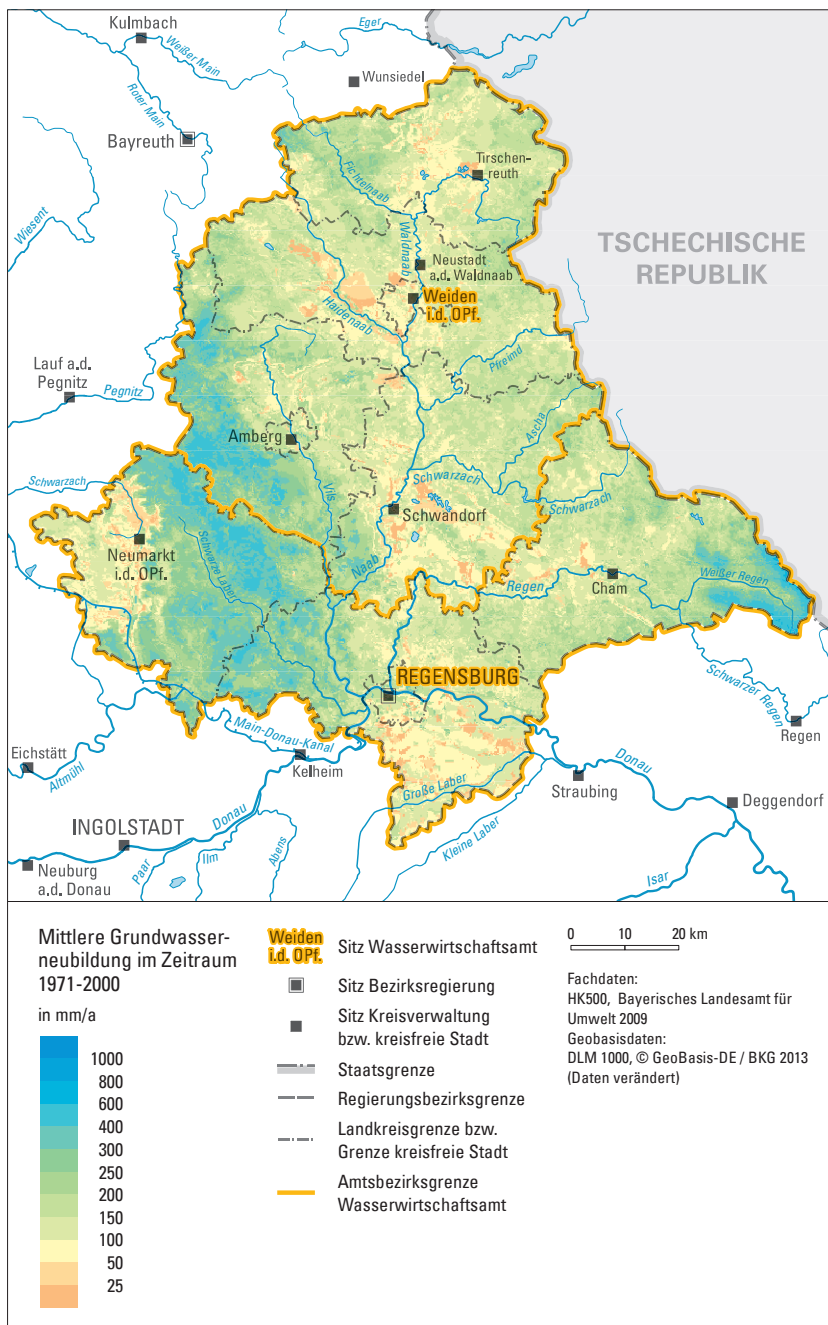 Kulmbach
Weißer Main
Eger
Wunsiedel
Roter Main
Bayreuth
Tirschen-
reuth
Fichtelnaab
Wiesent
Waldnaab
TSCHECHISCHE
REPUBLIK
Neustadt
a.d. Waldnaab
Weiden
i.d. OPf.
Haidenaab
Lauf a.d.
Pegnitz
Pegnitz
Pfreimd
Amberg
Ascha
Schwarzach
Schwarzach
Vils
Schwarzach
Schwandorf
Neumarkt
i.d. OPf.
Schwarze Laber
Naab
Regen
Cham
Weißer Regen
REGENSBURG
Schwarzer Regen
Regen
Main-Donau-Kanal
Eichstätt
Altmühl
Kelheim
Große Laber
Donau
Straubing
Deggendorf
INGOLSTADT
Donau
Kleine Laber
Neuburg
a.d. Donau
Paar
Ilm
Abens
Isar
Mittlere Grundwasser-
neubildung im Zeitraum
1971-2000
in mm/a
1000
800
600
400
300
250
200
150
100
50
25
Weiden
i.d. OPf.
Sitz Wasserwirtschaftsamt
Sitz Bezirksregierung
Sitz Kreisverwaltung
bzw. kreisfreie Stadt
Staatsgrenze
Regierungsbezirksgrenze
Landkreisgrenze bzw.
Grenze kreisfreie Stadt
Amtsbezirksgrenze
Wasserwirtschaftsamt
0 10 20 km
Fachdaten:
HK500, Bayerisches Landesamt für
Umwelt 2009
Geobasisdaten:
DLM 1000, © GeoBasis-DE / BKG 2013
(Daten verändert)